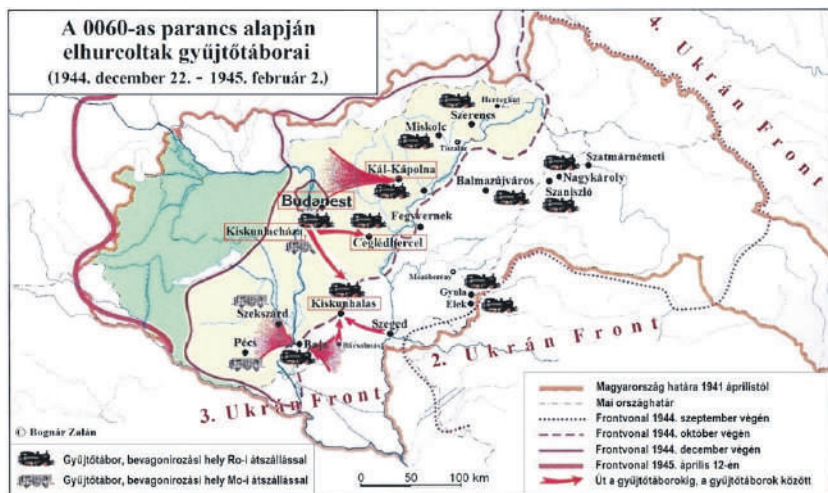 A 0060-as parancs alapján
elhurcoltak gyűjtőtáborai
(1944. december 22. - 1945. február 2.)
4. Ukrán Front
Hernádzurány
Szerencs
Miskolc
Tiszalúc
Kál-Kápolna
Szatmárnémeti
Nagykároly
Szaniszló
Balmazújváros
Budapest
Fegyvernek
Kiskunlacháza
Ceglédbercel
Mezőberény
Kiskunhalas
Gyula
Elek
Szekszárd
Szeged
Pécs
Baja
Bácsalmás
2. Ukrán Front
3. Ukrán Front
© Bognár Zalán
Gyűjtőtábor, bevagonírozási hely Ro-i átszállással
Gyűjtőtábor, bevagonírozási hely Mo-i átszállással
0
50
100 km
Magyarország határa 1941 áprilistól
Mai országhatár
Frontvonal 1944. szeptember végén
Frontvonal 1944. október végén
Frontvonal 1944. december végén
Frontvonal 1945. április 12-én
Út a gyűjtőtáborokig, a gyűjtőtáborok között